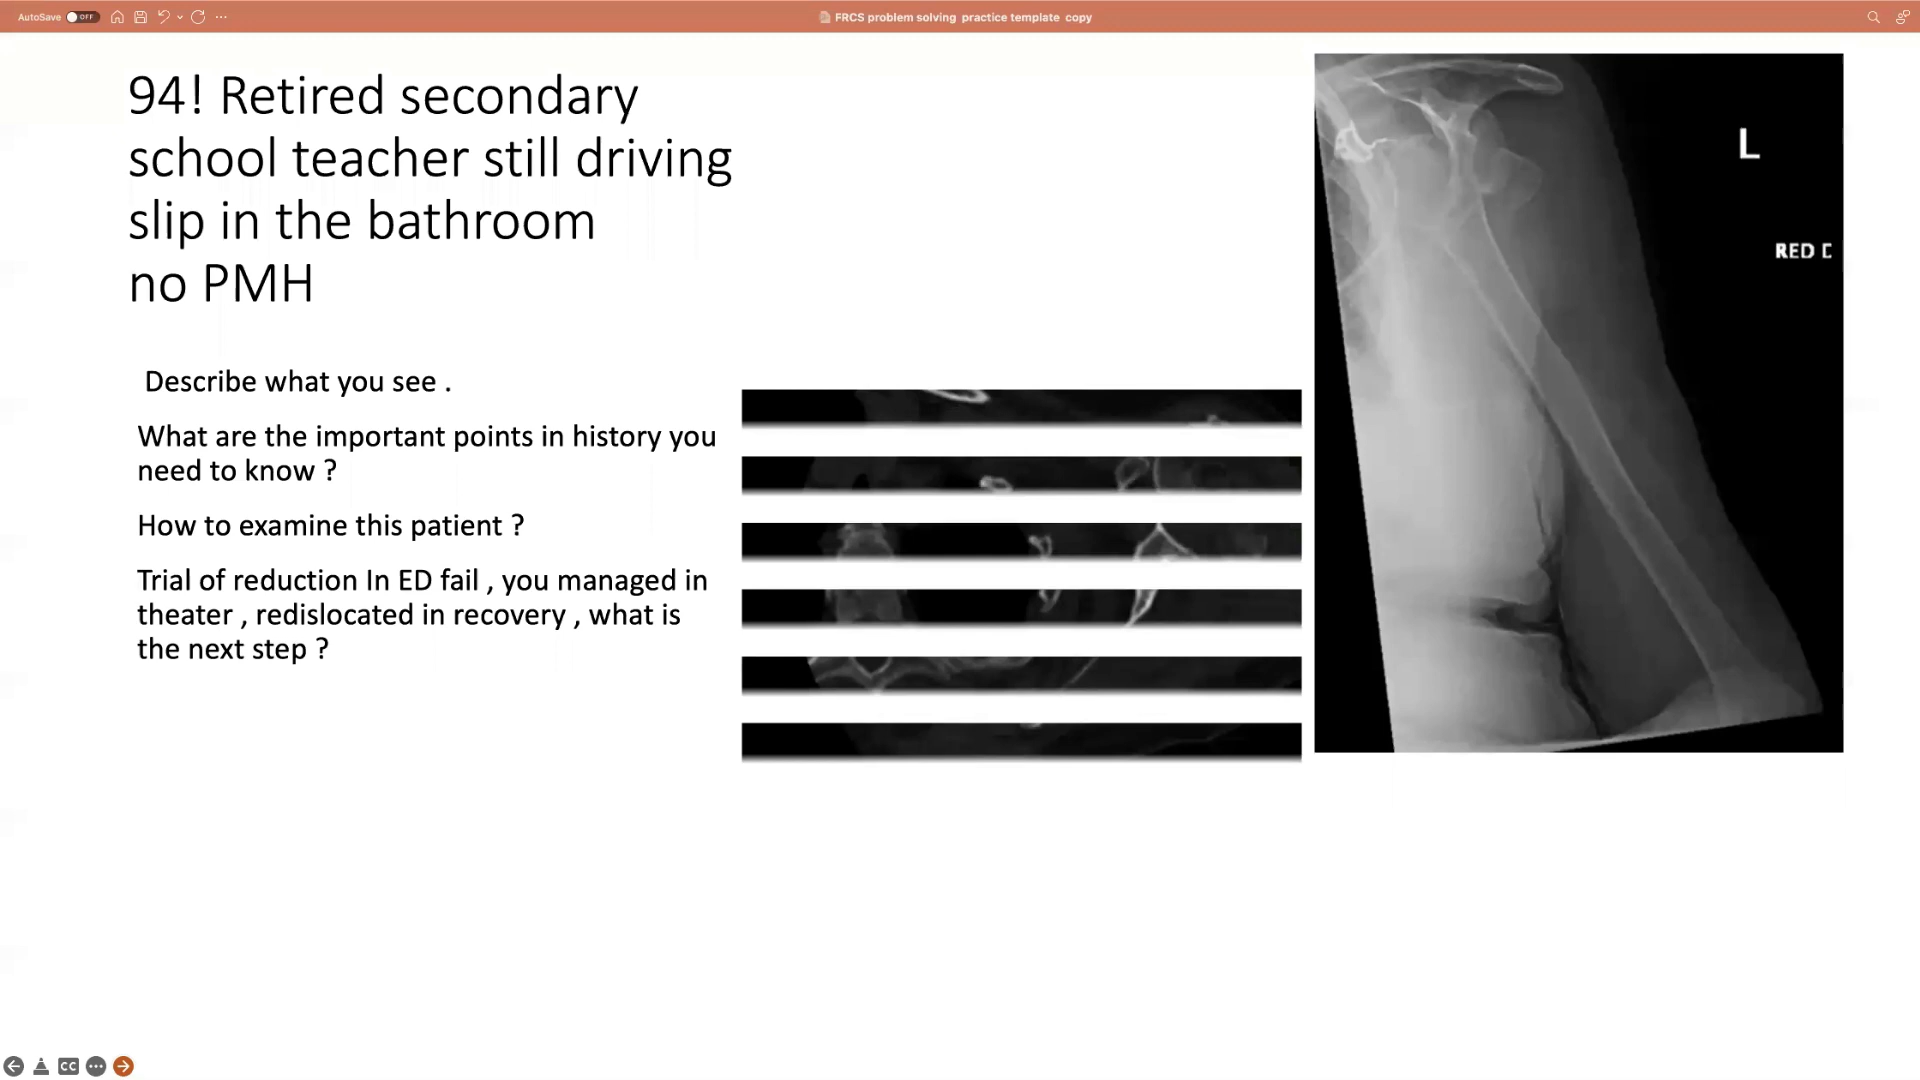 AutoSave OFF
FRCS problem solving practice template copy
94! Retired secondary
school teacher still driving
slip in the bathroom
no PMH
Describe what you see .
What are the important points in history you
need to know ?
How to examine this patient ?
Trial of reduction In ED fail , you managed in
theater , redislocated in recovery , what is
the next step ?
L
RED
CC